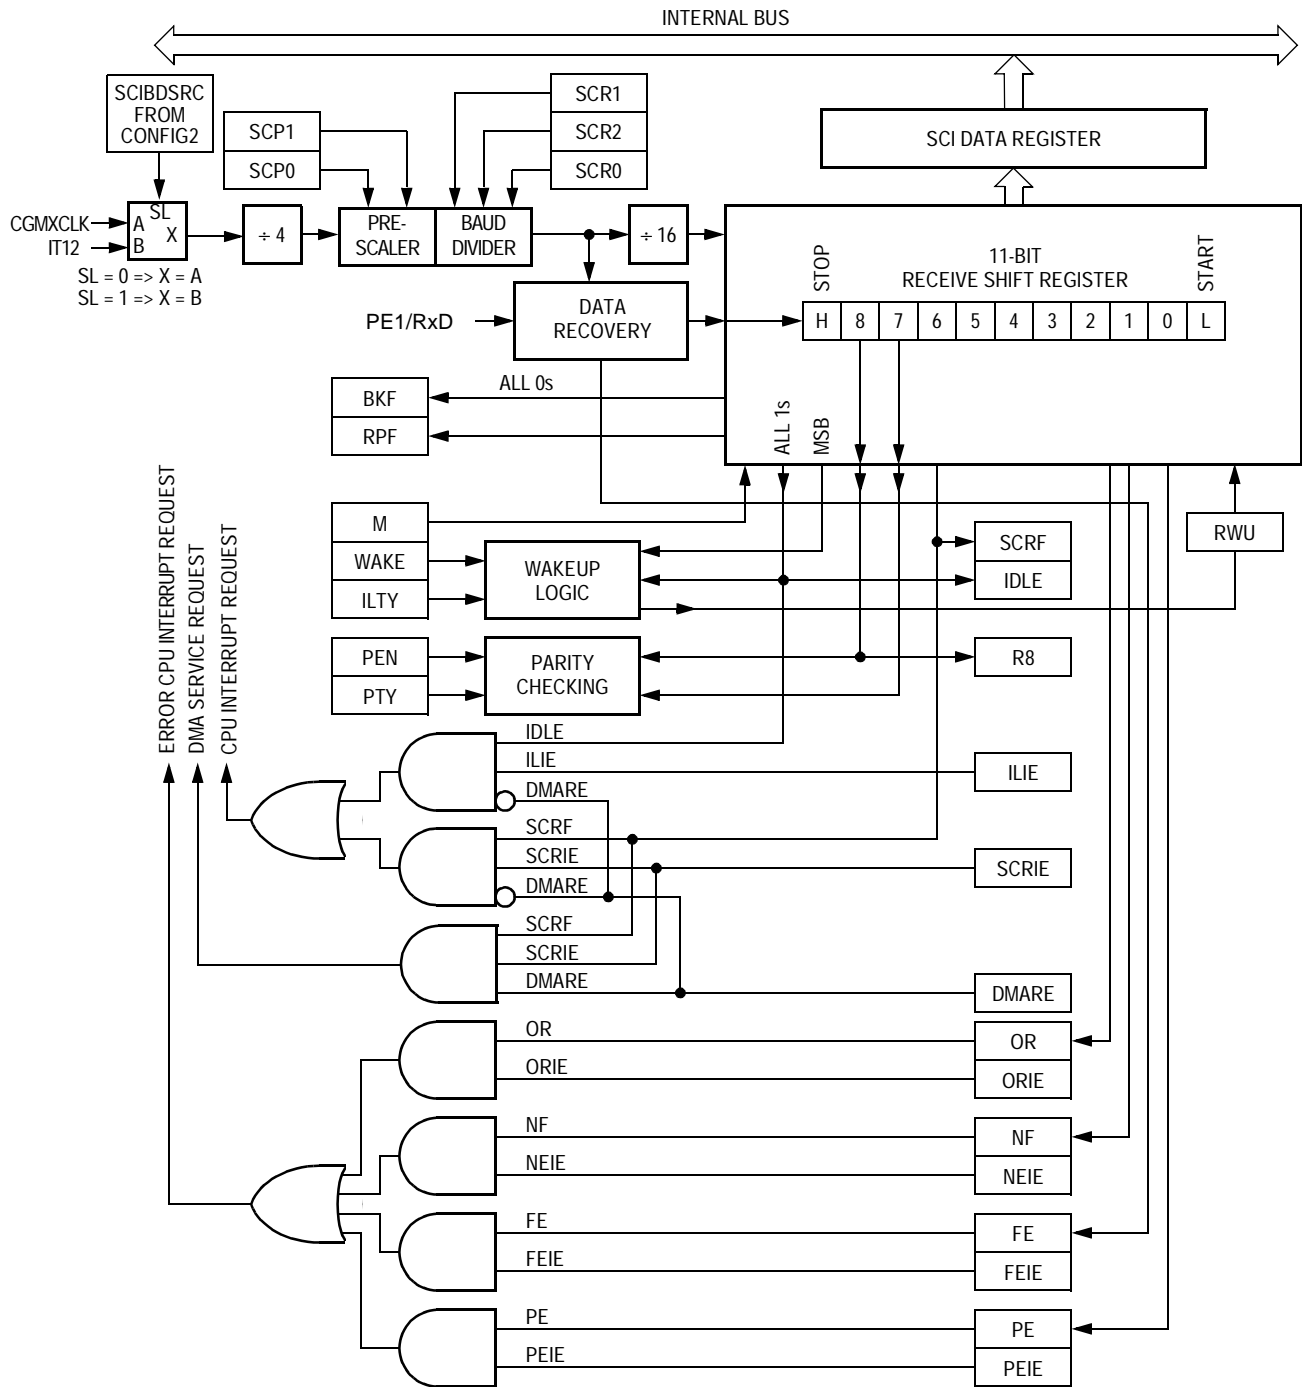 INTERNAL BUS
SCIBDSRC
FROM
CONFIG2
SCP1
SCP0
SCR1
SCR2
SCR0
SCI DATA REGISTER
CGMXCLK
IT12
A
B
SL
X
SL = 0 => X = A
SL = 1 => X = B
÷ 4
PRE-
SCALER
BAUD
DIVIDER
÷ 16
PE1/RxD
DATA
RECOVERY
STOP
11-BIT
RECEIVE SHIFT REGISTER
START
H 8 7 6 5 4 3 2 1 0 L
ALL 0s
BKF
RPF
ALL 1s
MSB
M
WAKE
ILTY
WAKEUP
LOGIC
SCRF
IDLE
RWU
PEN
PTY
PARITY
CHECKING
R8
ERROR CPU INTERRUPT REQUEST
DMA SERVICE REQUEST
CPU INTERRUPT REQUEST
IDLE
ILIE
DMARE
ILIE
SCRF
SCRIE
DMARE
SCRIE
SCRF
SCRIE
DMARE
DMARE
OR
ORIE
OR
ORIE
NF
NEIE
NF
NEIE
FE
FEIE
FE
FEIE
PE
PEIE
PE
PEIE